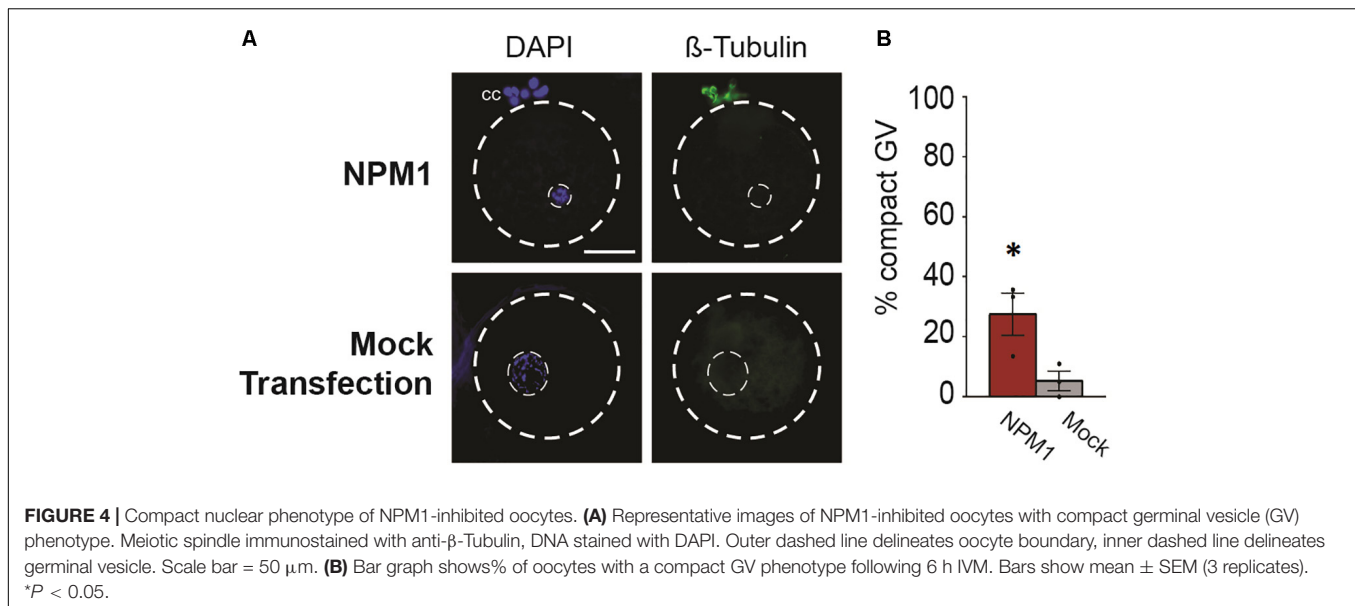 A
B
DAPI
ß-Tubulin
cc
NPM1
Mock
Transfection
% compact GV
100
80
60
40
20
0
*
NPM1
Mock
FIGURE 4 | Compact nuclear phenotype of NPM1-inhibited oocytes. (A) Representative images of NPM1-inhibited oocytes with compact germinal vesicle (GV)
phenotype. Meiotic spindle immunostained with anti-β-Tubulin, DNA stained with DAPI. Outer dashed line delineates oocyte boundary, inner dashed line delineates
germinal vesicle. Scale bar = 50 μm. (B) Bar graph shows% of oocytes with a compact GV phenotype following 6 h IVM. Bars show mean ± SEM (3 replicates).
*P < 0.05.